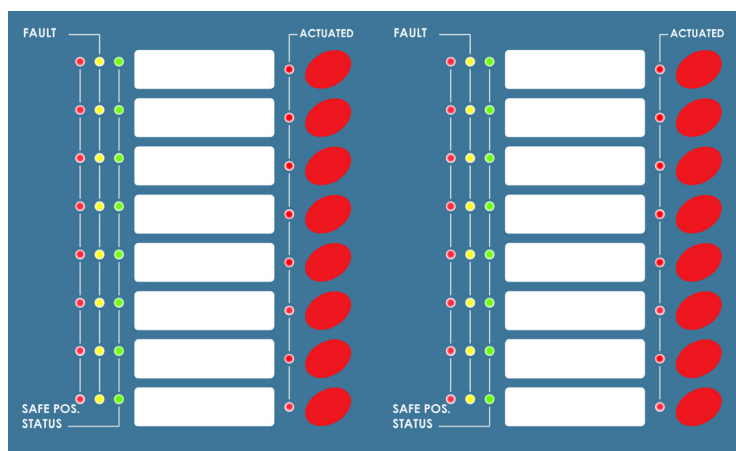 FAULT
ACTUATED
FAULT
ACTUATED
SAFE POS.
STATUS
SAFE POS.
STATUS